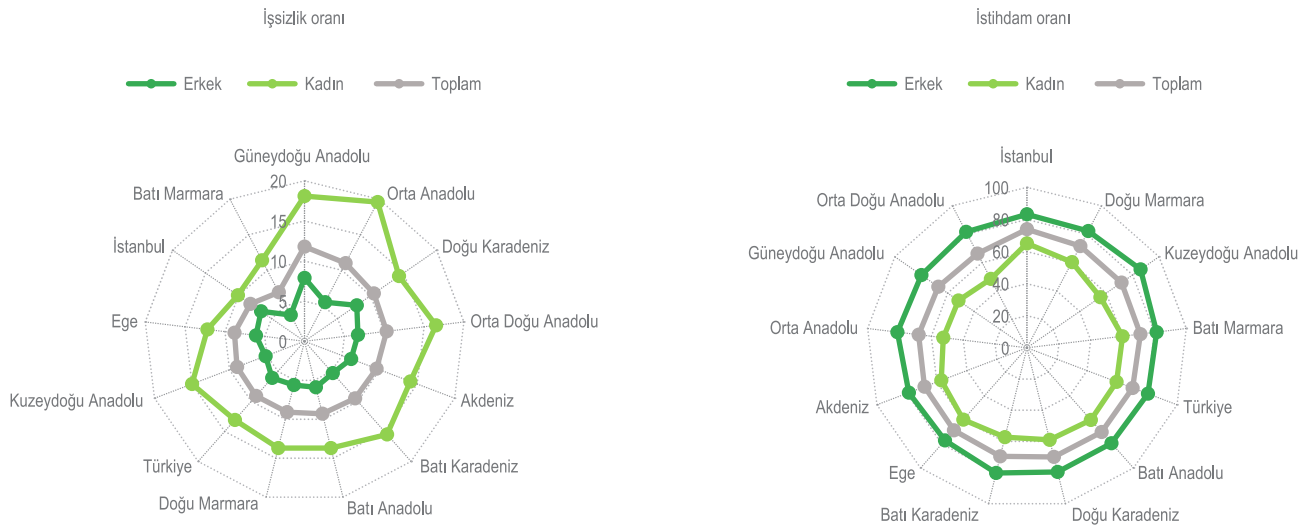 İşsizlik oranı
Erkek Kadın Toplam
Güneydoğu Anadolu
Orta Anadolu
Doğu Karadeniz
Orta Doğu Anadolu
Akdeniz
Batı Karadeniz
Batı Anadolu
Doğu Marmara
Türkiye
Kuzeydoğu Anadolu
Ege
İstanbul
Batı Marmara
20
15
10
5
0
İstihdam oranı
Erkek Kadın Toplam
İstanbul
Doğu Marmara
Kuzeydoğu Anadolu
Batı Marmara
Türkiye
Batı Anadolu
Doğu Karadeniz
Batı Karadeniz
Ege
Akdeniz
Orta Anadolu
Güneydoğu Anadolu
Orta Doğu Anadolu
100
80
60
40
20
0